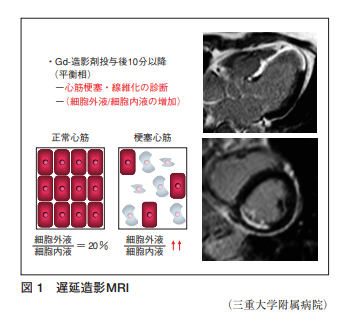 ・Gd-造影剤投与後10分以降
（平衡相）
―心筋梗塞・線維化の診断
―（細胞外液/細胞内液の増加）
正常心筋
梗塞心筋
細胞外液
細胞内液
＝20％
細胞外液
細胞内液
↑↑
図1　遅延造影MRI
（三重大学附属病院）